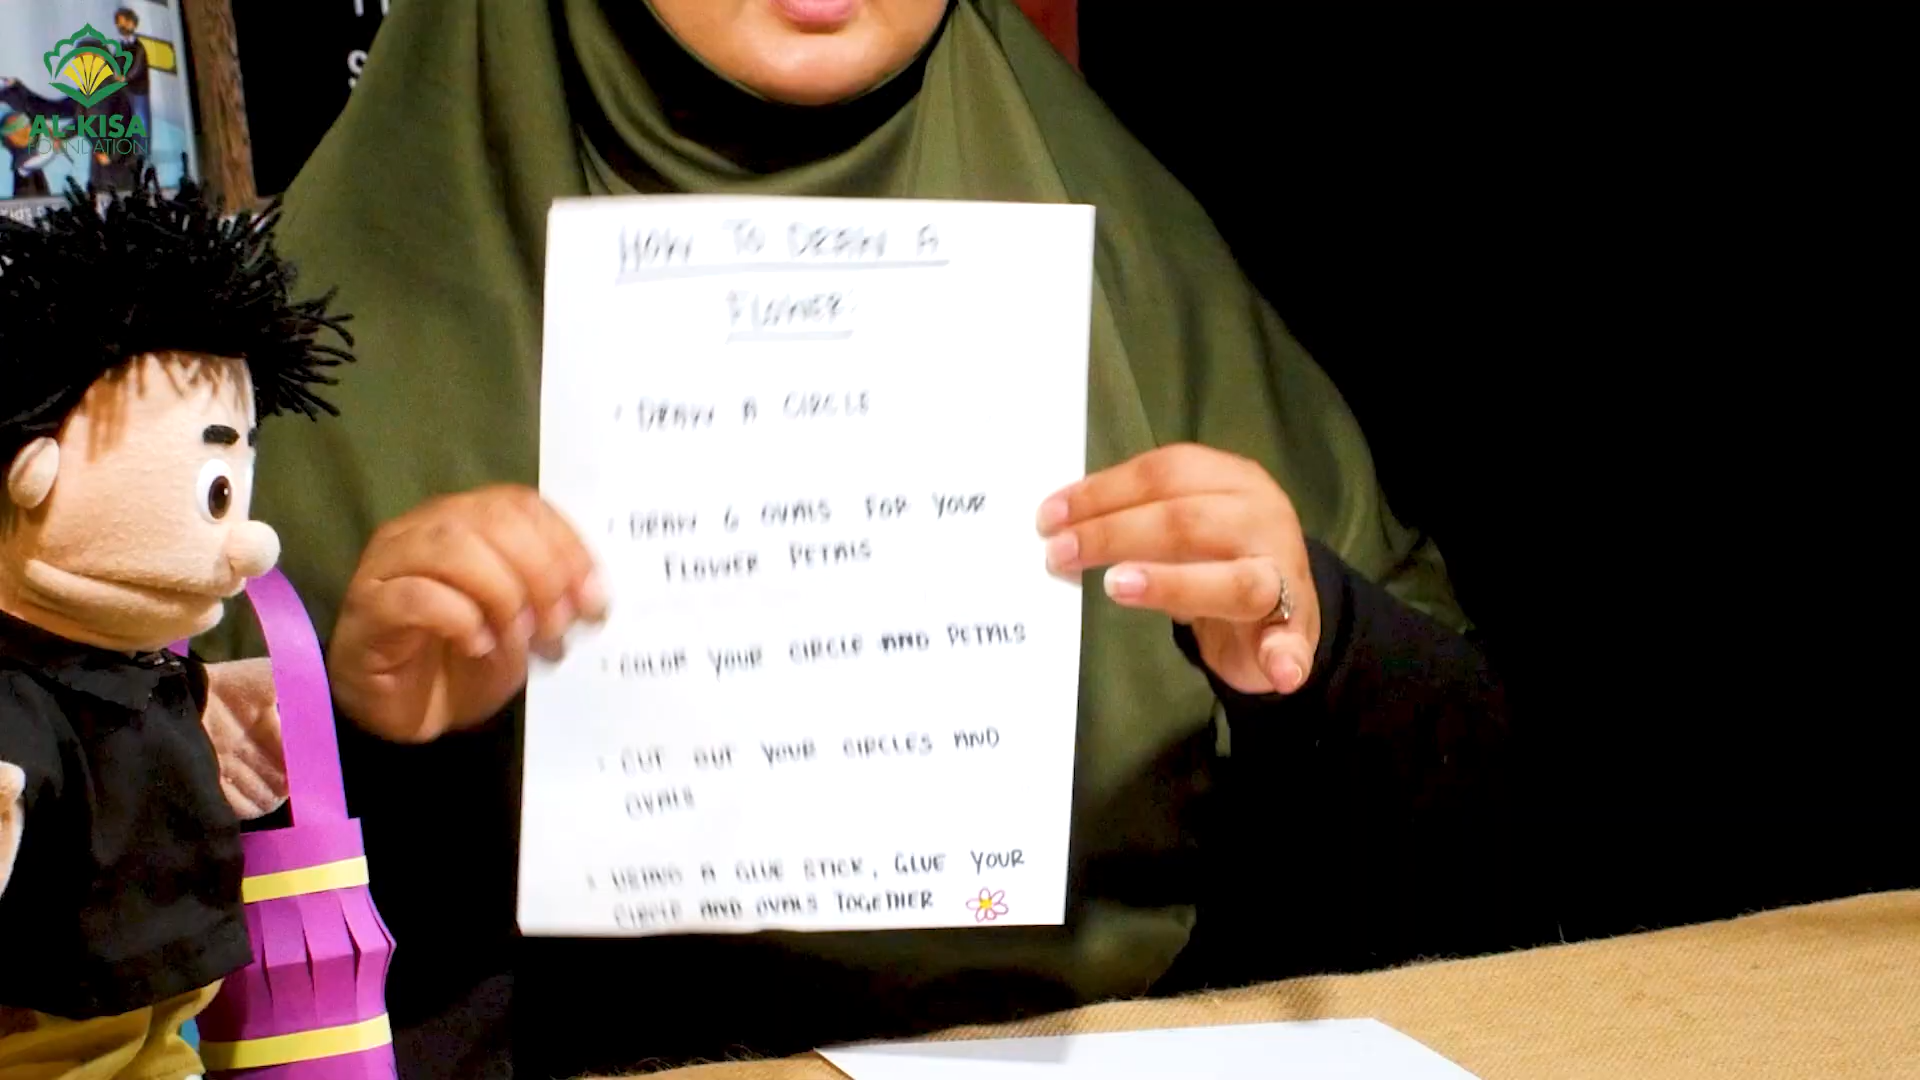 AL-KISA
FOUNDATION
HOW TO DRAW A
FLOWER:
• DRAW A CIRCLE
• DRAW 6 OVALS FOR YOUR
FLOWER PETALS
• COLOR YOUR CIRCLE AND PETALS
• CUT OUT YOUR CIRCLES AND
OVALS
• USING A GLUE STICK, GLUE YOUR
CIRCLE AND OVALS TOGETHER